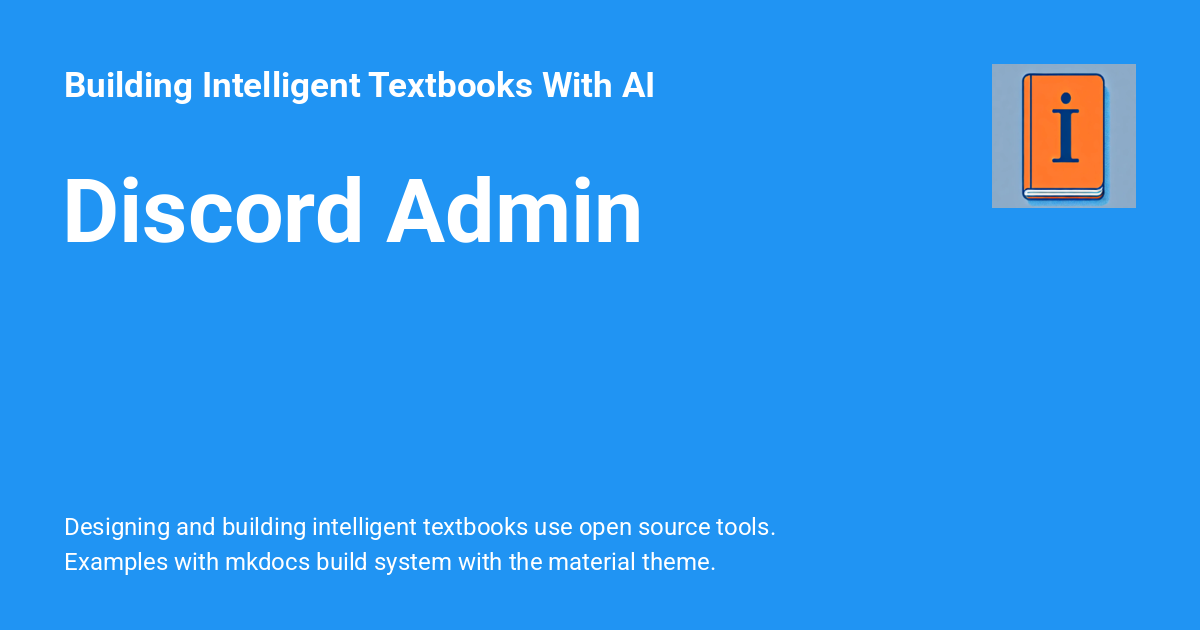 Building Intelligent Textbooks With AI
i
Discord Admin
Designing and building intelligent textbooks use open source tools.
Examples with mkdocs build system with the material theme.